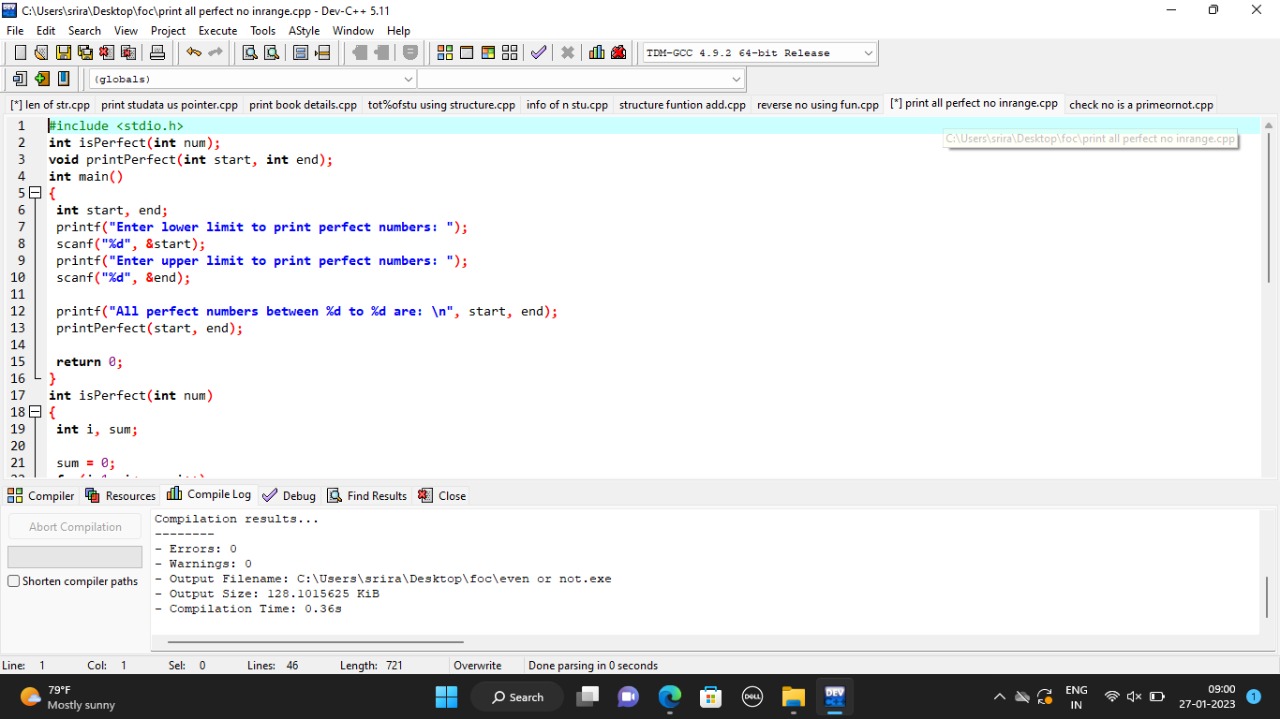 C:\Users\srira\Desktop\foc\print all perfect no inrange.cpp - Dev-C++ 5.11
File Edit Search View Project Execute Tools AStyle Window Help
TDM-GCC 4.9.2 64-bit Release
(globals)
[*] len of str.cpp print studata us pointer.cpp print book details.cpp tot%ofstu using structure.cpp info of n stu.cpp structure funtion add.cpp reverse no using fun.cpp [*] print all perfect no inrange.cpp check no is a primeornot.cpp
1 #include <stdio.h>
C:\Users\srira\Desktop\foc\print all perfect no inrange.cpp
2 int isPerfect(int num);
3 void printPerfect(int start, int end);
4 int main()
5 {
6 int start, end;
7 printf("Enter lower limit to print perfect numbers: ");
8 scanf("%d", &start);
9 printf("Enter upper limit to print perfect numbers: ");
10 scanf("%d", &end);
11
12 printf("All perfect numbers between %d to %d are: \n", start, end);
13 printPerfect(start, end);
14
15 return 0;
16 }
17 int isPerfect(int num)
18 {
19 int i, sum;
20
21 sum = 0;
Compiler Resources Compile Log Debug Find Results Close
Abort Compilation
Shorten compiler paths
Compilation results...
--------
- Errors: 0
- Warnings: 0
- Output Filename: C:\Users\srira\Desktop\foc\even or not.exe
- Output Size: 128.1015625 KiB
- Compilation Time: 0.36s
Line: 1 Col: 1 Sel: 0 Lines: 46 Length: 721 Overwrite Done parsing in 0 seconds
79°F
Mostly sunny
Search
DELL
DEV
ENG
IN
09:00
27-01-2023
1